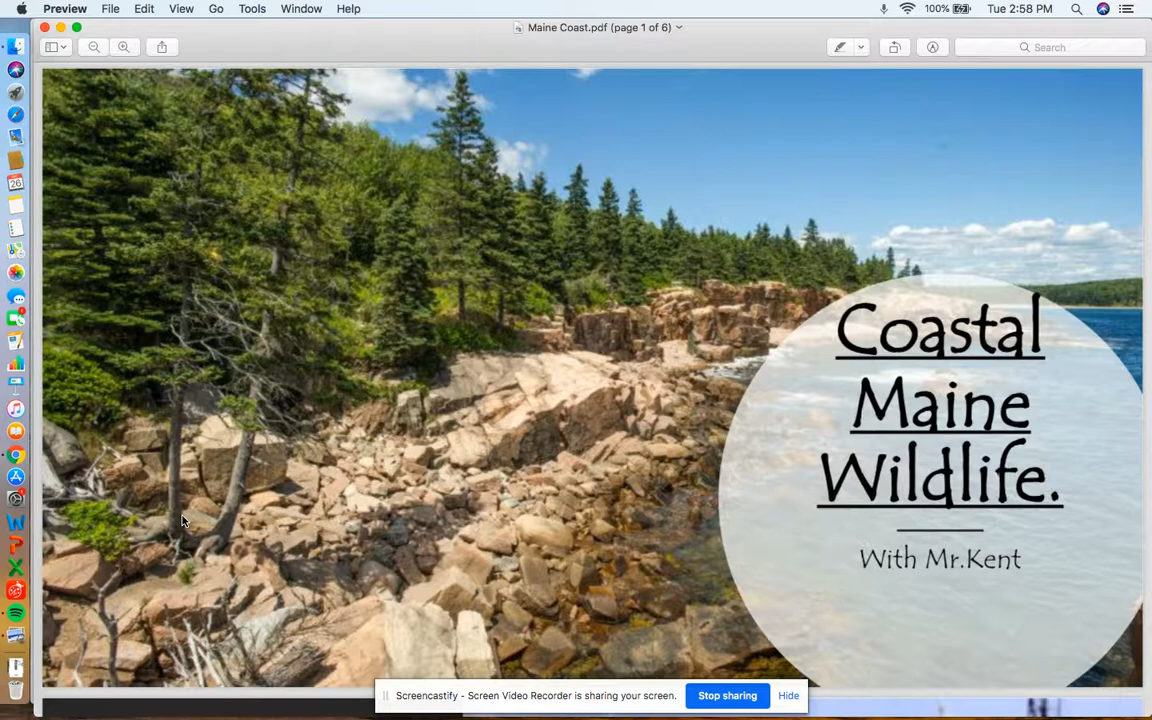 Preview File Edit View Go Tools Window Help 100% Tue 2:58 PM
Maine Coast.pdf (page 1 of 6)
Search
26
Coastal
Maine
Wildlife.
With Mr.Kent
Screencastify - Screen Video Recorder is sharing your screen. Stop sharing Hide